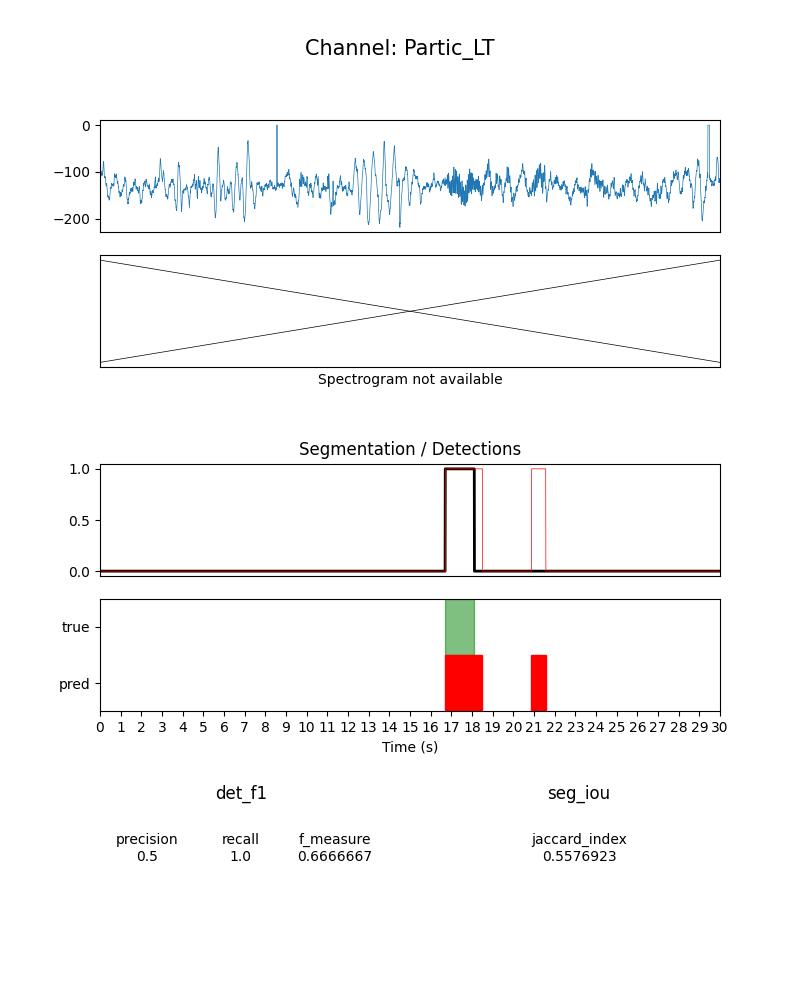 Channel: Partic_LT
0
−100
−200
Spectrogram not available
Segmentation / Detections
1.0
0.5
0.0
true
pred
0 1 2 3 4 5 6 7 8 9 10 11 12 13 14 15 16 17 18 19 20 21 22 23 24 25 26 27 28 29 30
Time (s)
det_f1 seg_iou
precision recall f_measure jaccard_index
0.5 1.0 0.6666667 0.5576923